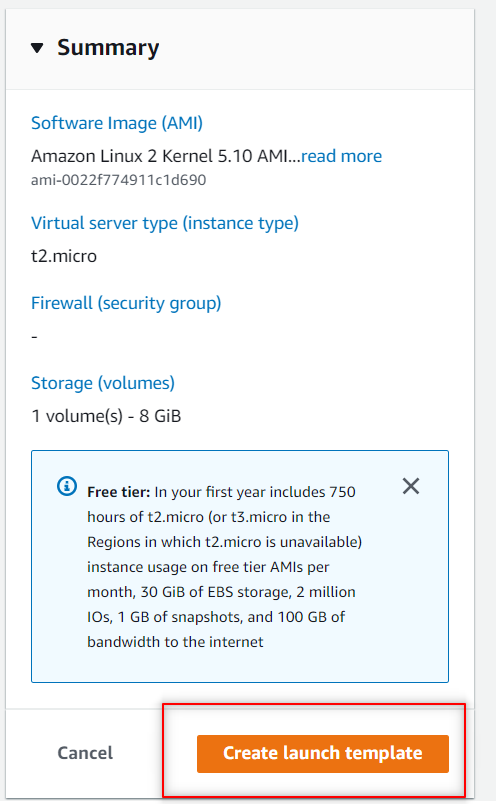 Summary
Software Image (AMI)
Amazon Linux 2 Kernel 5.10 AMI...read more
ami-0022f774911c1d690
Virtual server type (instance type)
t2.micro
Firewall (security group)
-
Storage (volumes)
1 volume(s) - 8 GiB
Free tier: In your first year includes 750
hours of t2.micro (or t3.micro in the
Regions in which t2.micro is unavailable)
instance usage on free tier AMIs per
month, 30 GiB of EBS storage, 2 million
IOs, 1 GB of snapshots, and 100 GB of
bandwidth to the internet
Cancel
Create launch template